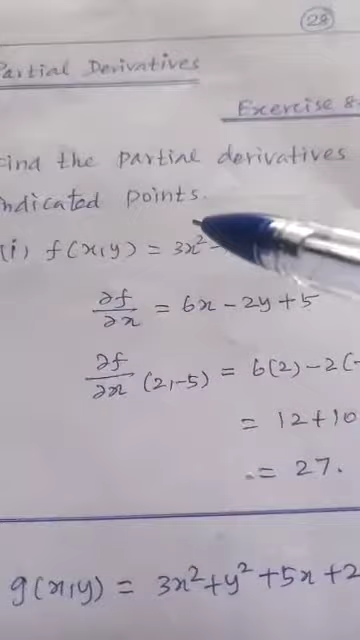 28
Partial Derivatives
Exercise 8.
Find the partial derivatives
indicated points.
(i) f(x,y) = 3x² -
∂f/∂x = 6x - 2y + 5
∂f/∂x (2,-5) = 6(2) - 2(-
= 12 + 10
= 27.
g(x,y) = 3x² + y² + 5x + 2